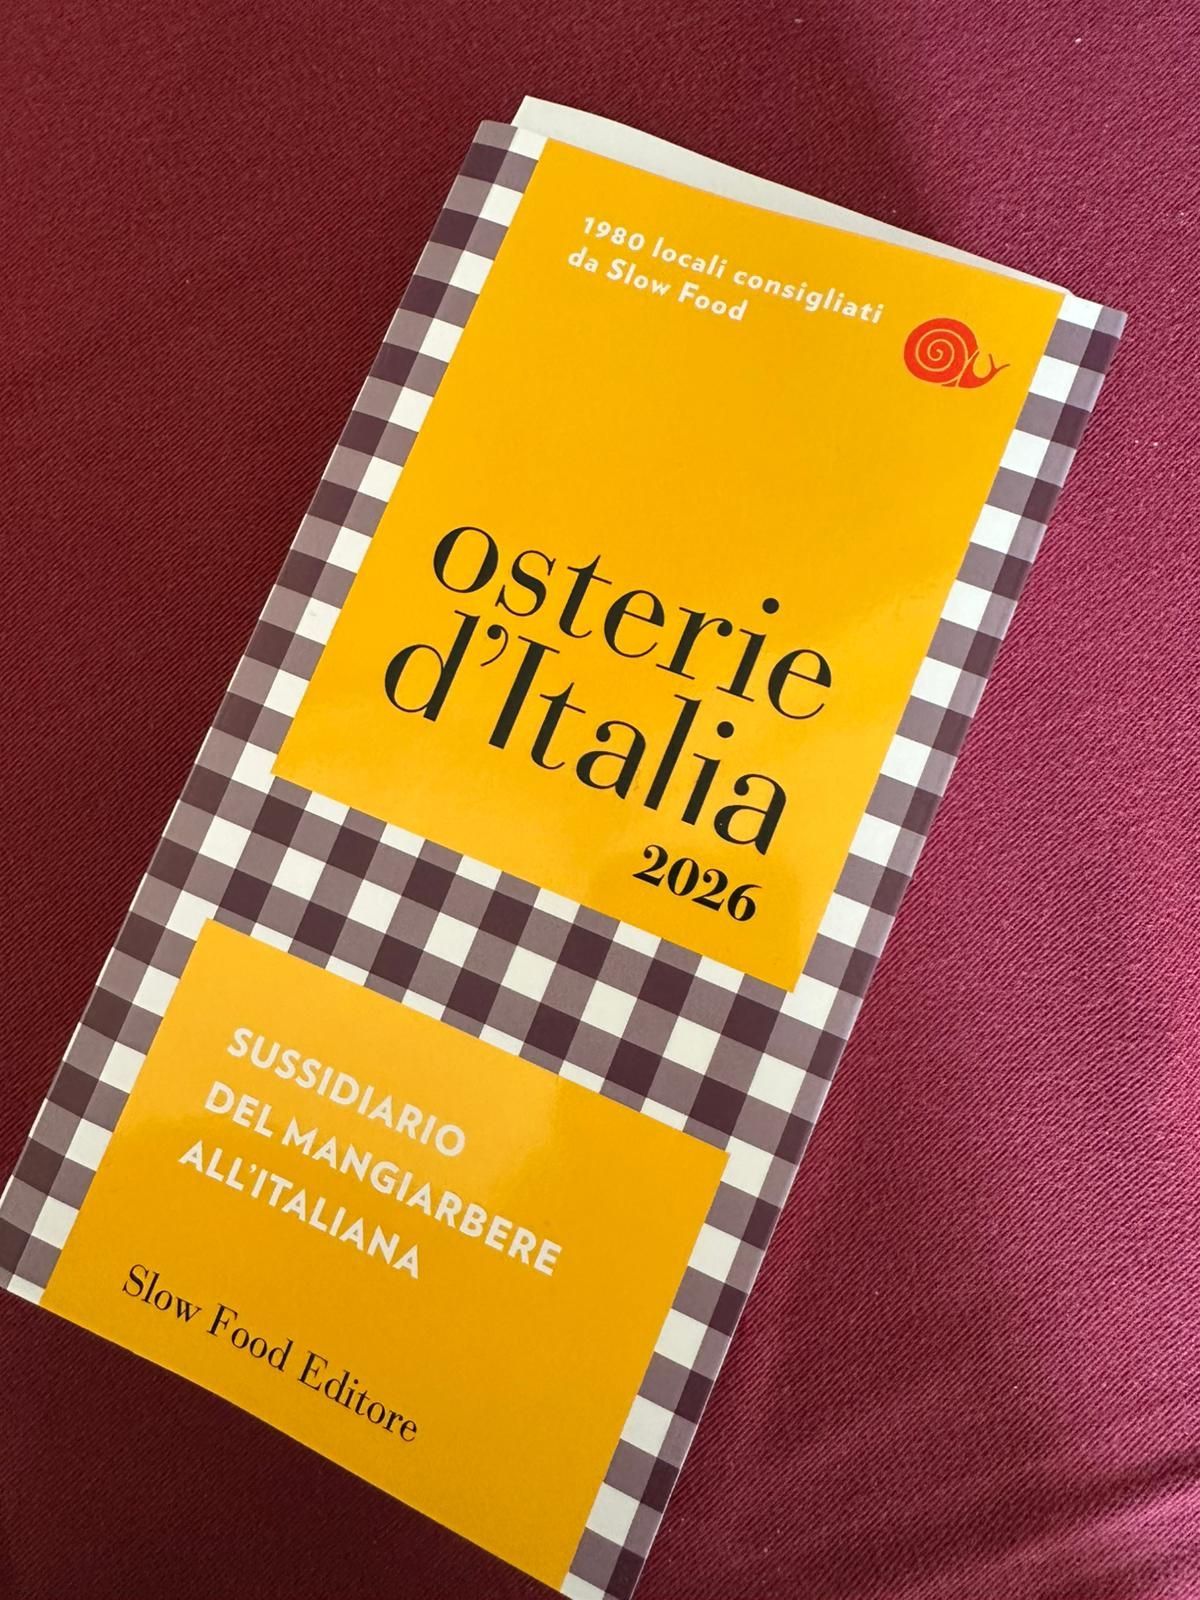 1980 locali consigliati
da Slow Food
osterie
d'Italia
2026
SUSSIDIARIO
DEL MANGIARBERE
ALL'ITALIANA
Slow Food Editore